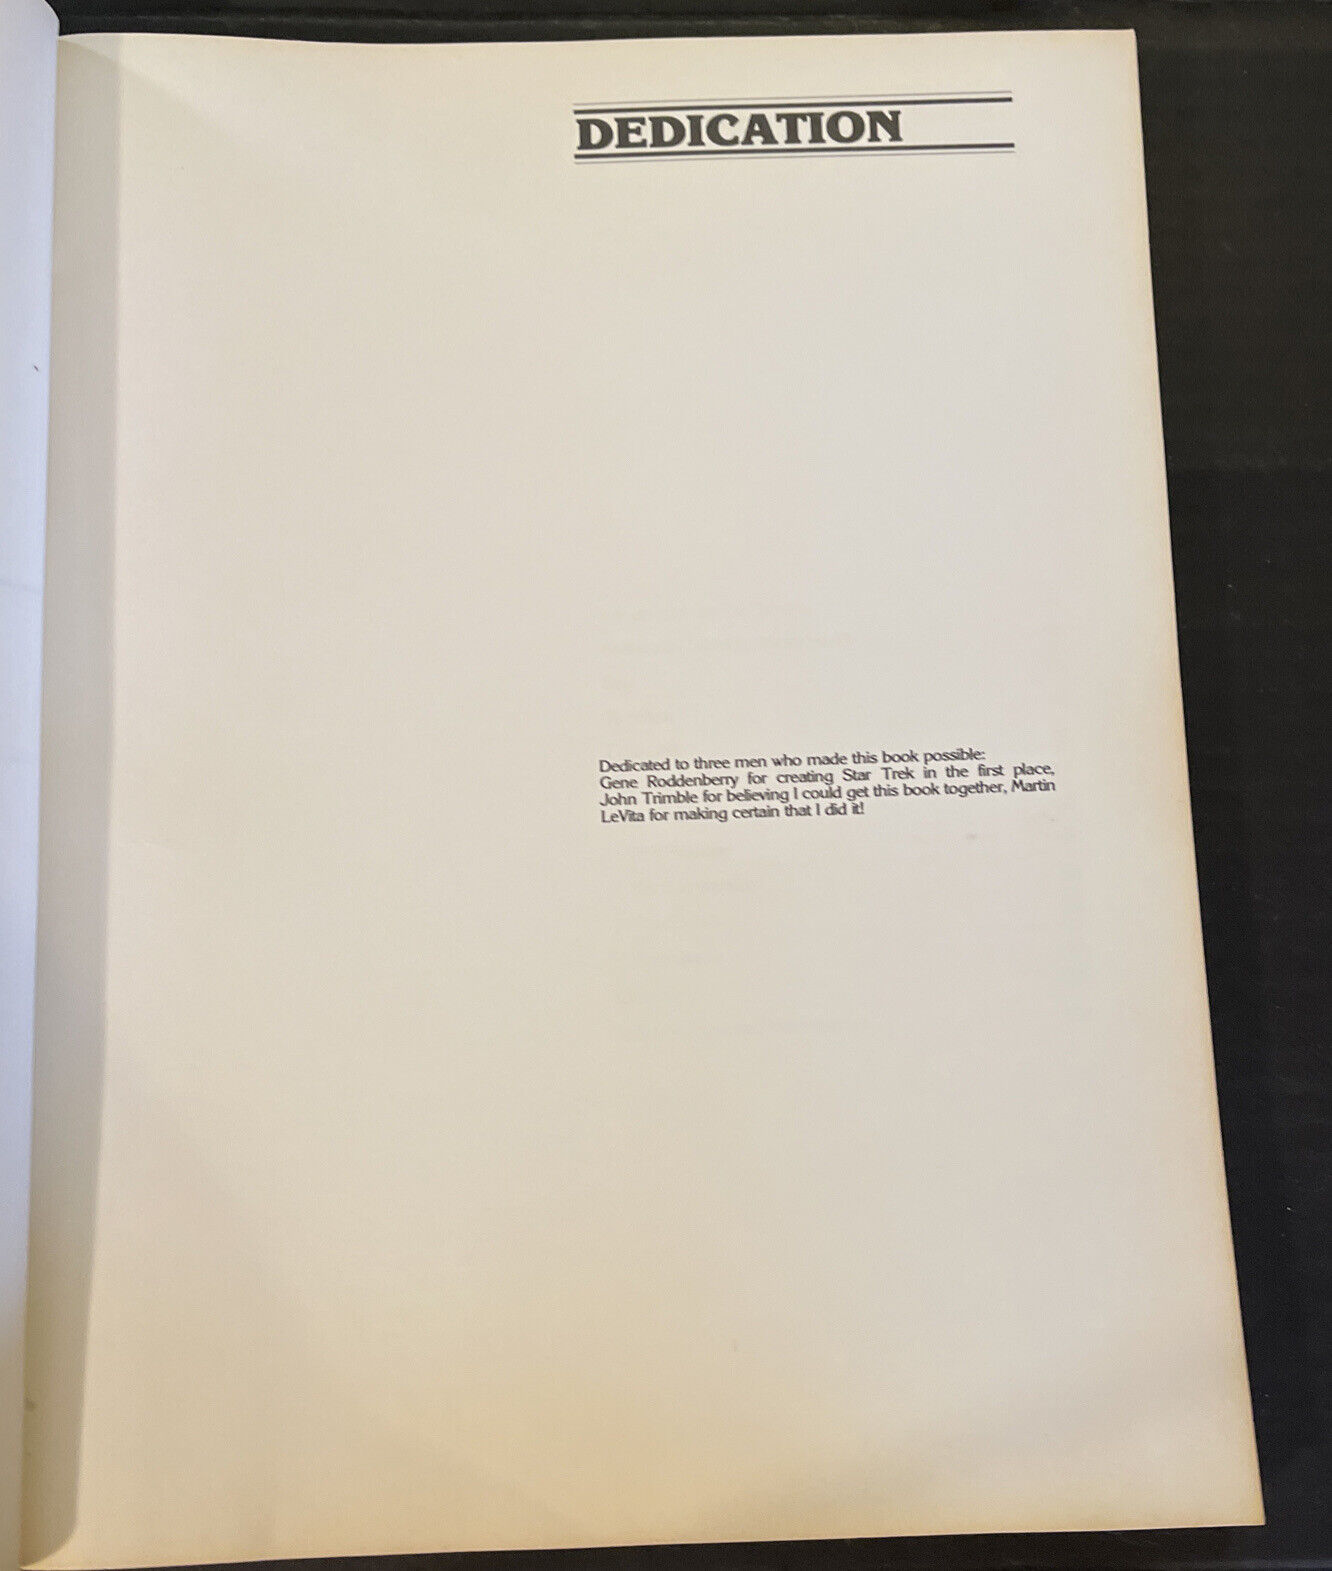 DEDICATION
Dedicated to three men who made this book possible:
Gene Roddenberry for creating Star Trek in the first place,
John Trimble for believing I could get this book together, Martin
LeVita for making certain that I did it!